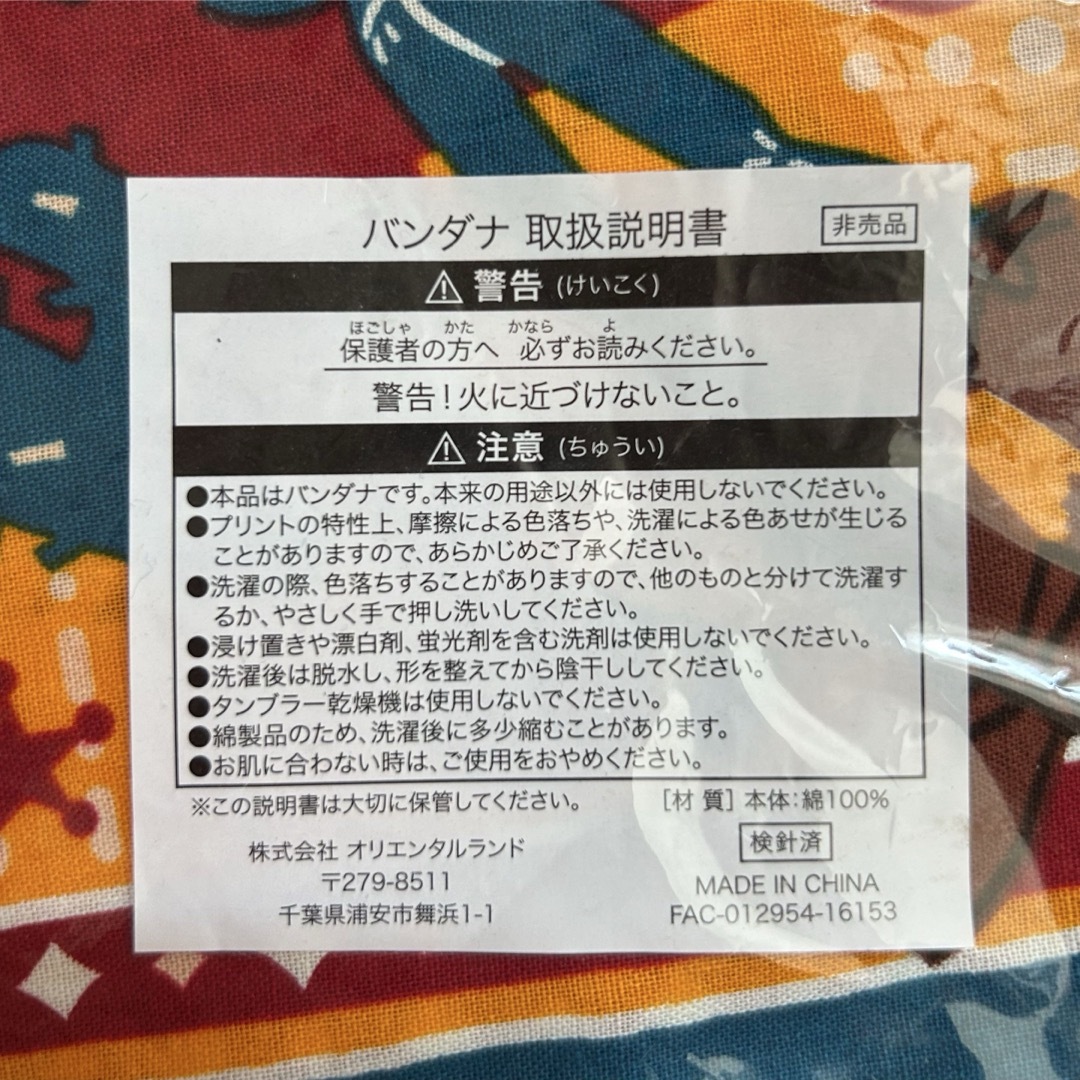 バンダナ 取扱説明書
非売品
⚠ 警告 (けいこく)
ほごしゃ かた かなら よ
保護者の方へ 必ずお読みください。
警告!火に近づけないこと。
⚠ 注意 (ちゅうい)
●本品はバンダナです。本来の用途以外には使用しないでください。
●プリントの特性上、摩擦による色落ちや、洗濯による色あせが生じる
ことがありますので、あらかじめご了承ください。
●洗濯の際、色落ちすることがありますので、他のものと分けて洗濯す
るか、やさしく手で押し洗いしてください。
●浸け置きや漂白剤、蛍光剤を含む洗剤は使用しないでください。
●洗濯後は脱水し、形を整えてから陰干ししてください。
●タンブラー乾燥機は使用しないでください。
●綿製品のため、洗濯後に多少縮むことがあります。
●お肌に合わない時は、ご使用をおやめください。
※この説明書は大切に保管してください。
[材 質] 本体:綿100%
株式会社 オリエンタルランド
〒279-8511
千葉県浦安市舞浜1-1
検針済
MADE IN CHINA
FAC-012954-16153